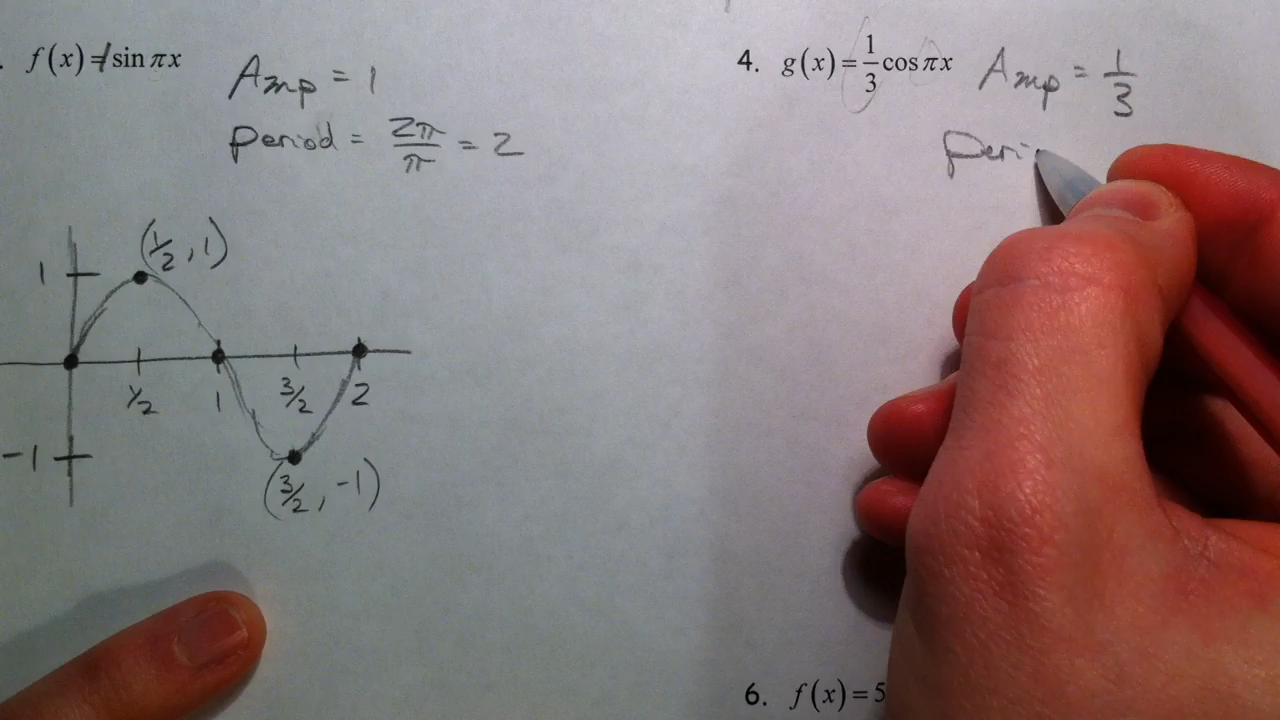 . f(x)=1sin πx
Amp = 1
period = 2π/π = 2
(1/2, 1)
1
1/2
1
3/2
2
-1
(3/2, -1)
4. g(x)=1/3 cos πx
Amp = 1/3
peri
6. f(x)=5